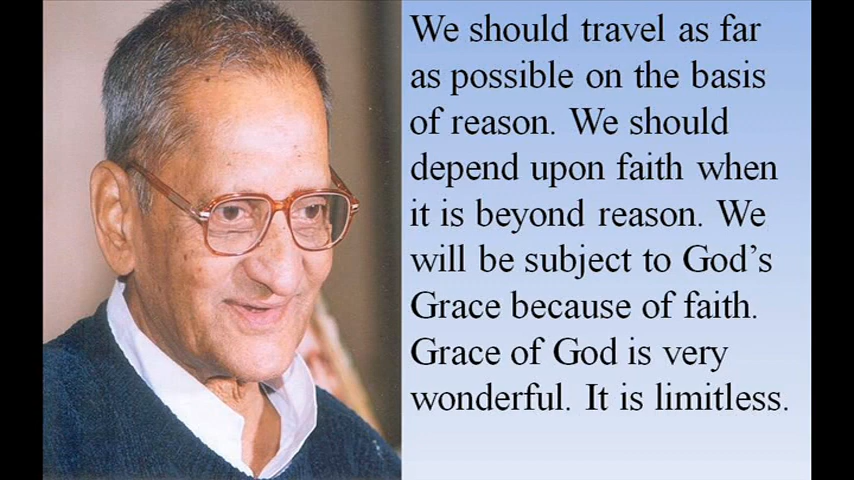 We should travel as far
as possible on the basis
of reason. We should
depend upon faith when
it is beyond reason. We
will be subject to God's
Grace because of faith.
Grace of God is very
wonderful. It is limitless.